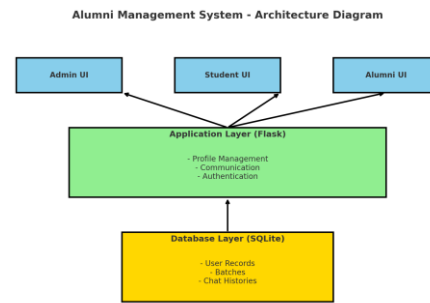 Alumni Management System - Architecture Diagram
Admin UI
Student UI
Alumni UI
Application Layer (Flask)
- Profile Management
- Communication
- Authentication
Database Layer (SQLite)
- User Records
- Batches
- Chat Histories